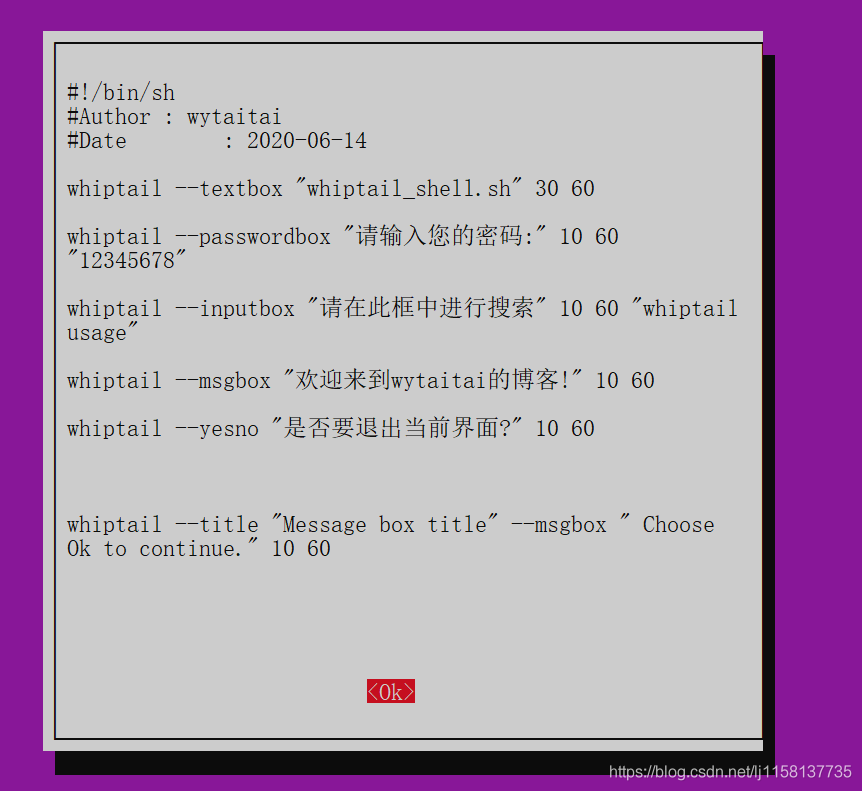 #!/bin/sh
#Author : wytaitai
#Date        : 2020-06-14
whiptail --textbox "whiptail_shell.sh" 30 60
whiptail --passwordbox "请输入您的密码:" 10 60
"12345678"
whiptail --inputbox "请在此框中进行搜索" 10 60 "whiptail
usage"
whiptail --msgbox "欢迎来到wytaitai的博客!" 10 60
whiptail --yesno "是否要退出当前界面?" 10 60
whiptail --title "Message box title" --msgbox " Choose
Ok to continue." 10 60
<Ok>
https://blog.csdn.net/lj1158137735